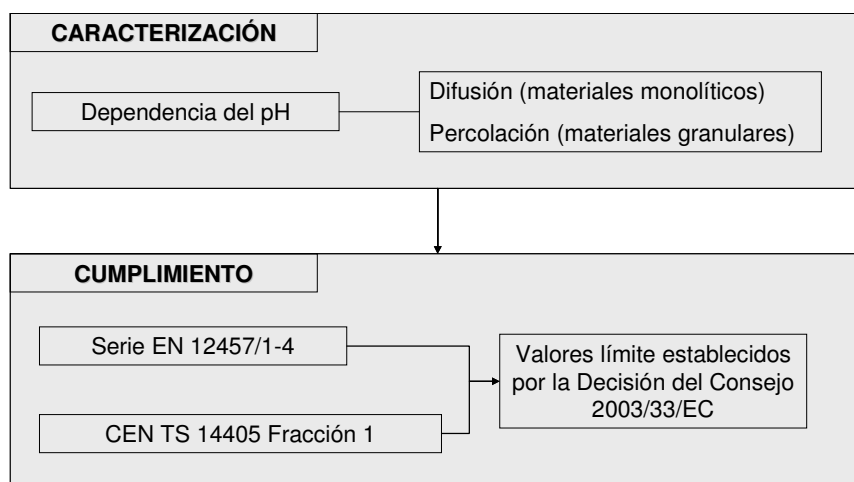 CARACTERIZACIÓN
Dependencia del pH
Difusión (materiales monolíticos)
Percolación (materiales granulares)
CUMPLIMIENTO
Serie EN 12457/1-4
CEN TS 14405 Fracción 1
Valores límite establecidos
por la Decisión del Consejo
2003/33/EC